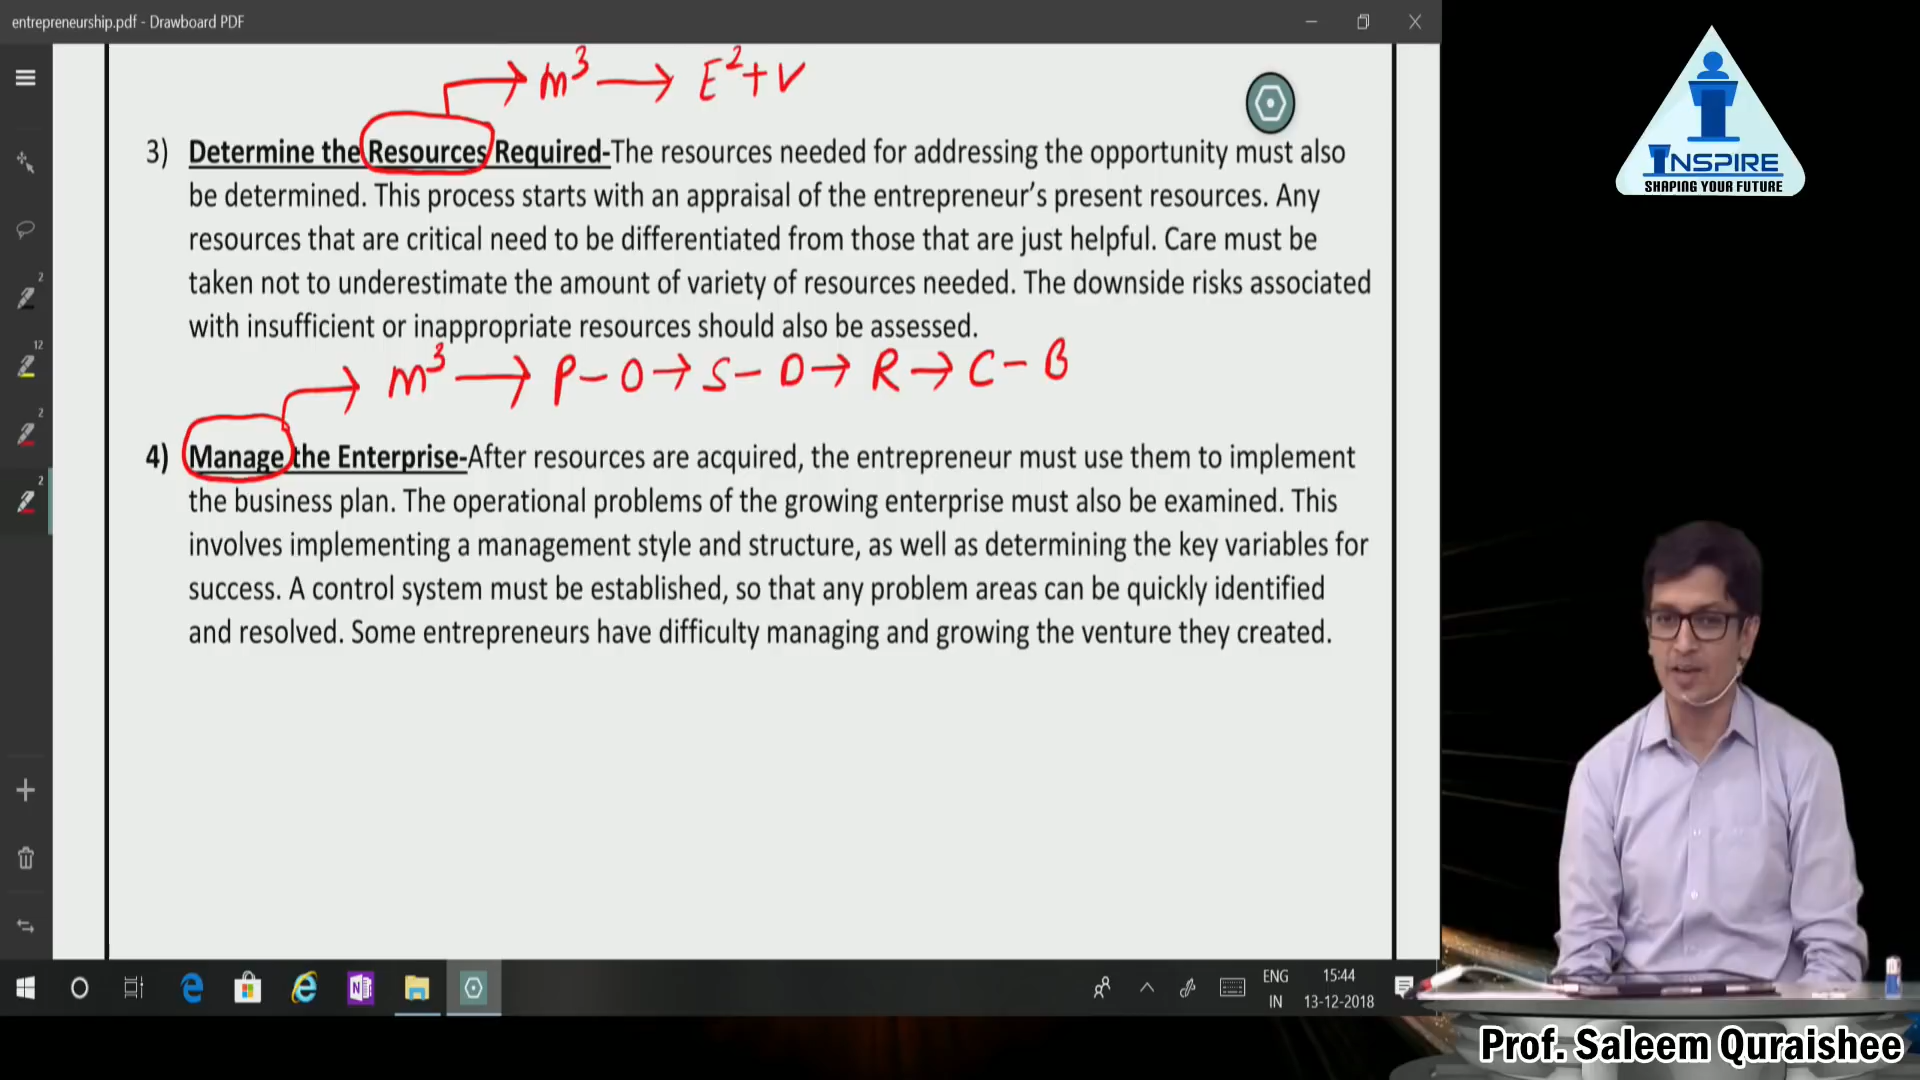 entrepreneurship.pdf - Drawboard PDF
m³ → E²+V
3) Determine the Resources Required-The resources needed for addressing the opportunity must also
be determined. This process starts with an appraisal of the entrepreneur’s present resources. Any
resources that are critical need to be differentiated from those that are just helpful. Care must be
taken not to underestimate the amount of variety of resources needed. The downside risks associated
with insufficient or inappropriate resources should also be assessed.
m³ → P-O→S-D→R→C-B
4) Manage the Enterprise-After resources are acquired, the entrepreneur must use them to implement
the business plan. The operational problems of the growing enterprise must also be examined. This
involves implementing a management style and structure, as well as determining the key variables for
success. A control system must be established, so that any problem areas can be quickly identified
and resolved. Some entrepreneurs have difficulty managing and growing the venture they created.
2
12
2
2
INSPIRE
SHAPING YOUR FUTURE
ENG
IN
15:44
13-12-2018
Prof. Saleem Quraishee